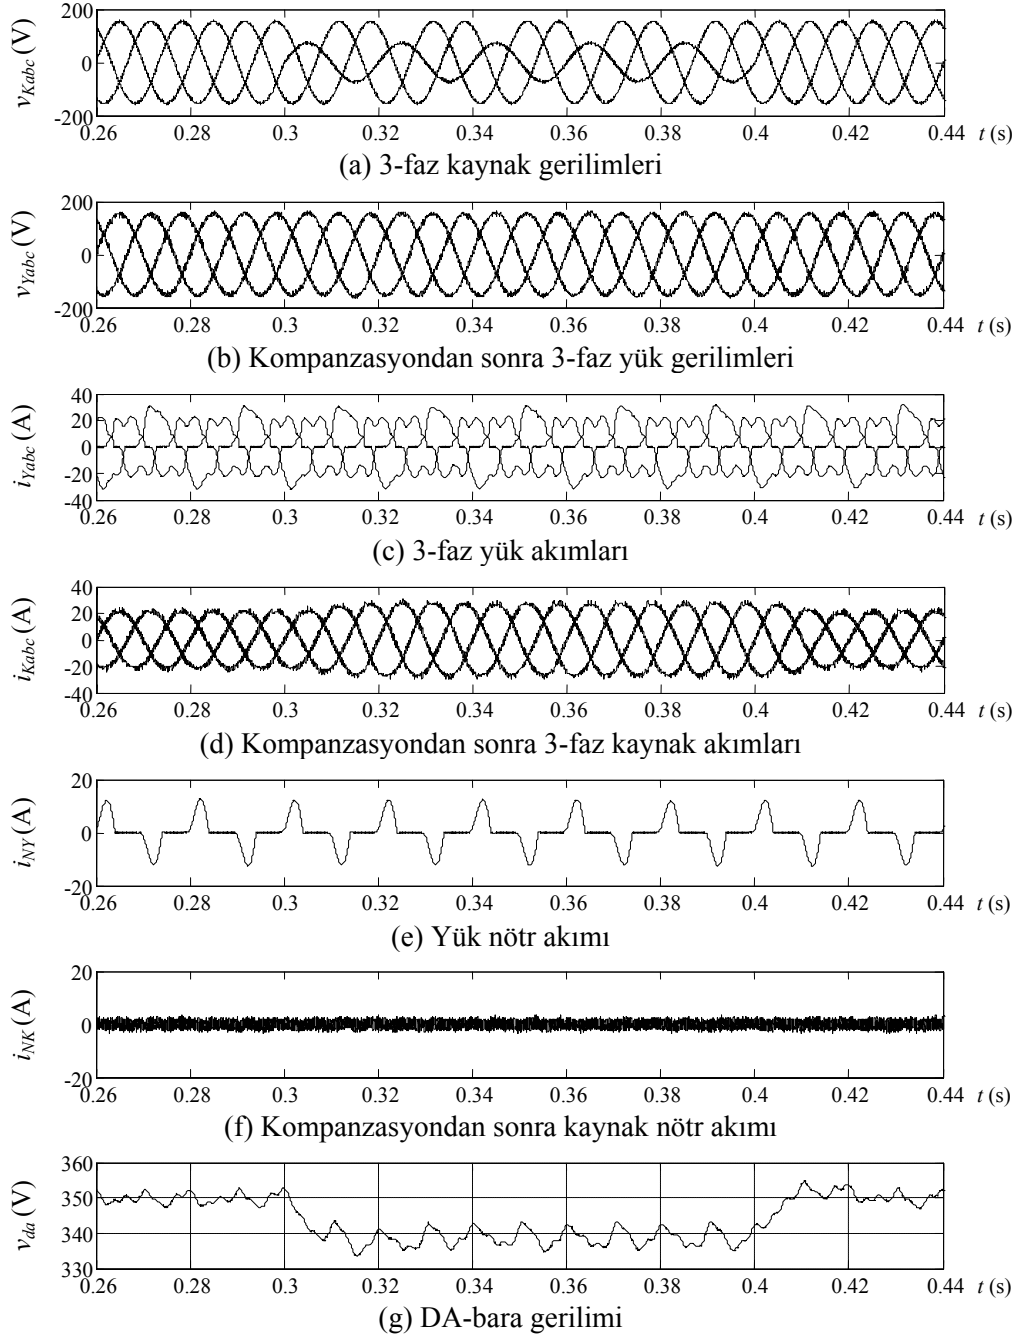 v_Kabc (V)
0
-200
0.26 0.28 0.3 0.32 0.34 0.36 0.38 0.4 0.42 0.44 t (s)
(a) 3-faz kaynak gerilimleri
v_Yabc (V)
200
0
-200
0.26 0.28 0.3 0.32 0.34 0.36 0.38 0.4 0.42 0.44 t (s)
(b) Kompanzasyondan sonra 3-faz yük gerilimleri
i_Yabc (A)
40
20
0
-20
-40
0.26 0.28 0.3 0.32 0.34 0.36 0.38 0.4 0.42 0.44 t (s)
(c) 3-faz yük akımları
i_Kabc (A)
40
20
0
-20
-40
0.26 0.28 0.3 0.32 0.34 0.36 0.38 0.4 0.42 0.44 t (s)
(d) Kompanzasyondan sonra 3-faz kaynak akımları
i_NY (A)
20
0
-20
0.26 0.28 0.3 0.32 0.34 0.36 0.38 0.4 0.42 0.44 t (s)
(e) Yük nötr akımı
i_NK (A)
20
0
-20
0.26 0.28 0.3 0.32 0.34 0.36 0.38 0.4 0.42 0.44 t (s)
(f) Kompanzasyondan sonra kaynak nötr akımı
v_da (V)
360
350
340
330
0.26 0.28 0.3 0.32 0.34 0.36 0.38 0.4 0.42 0.44 t (s)
(g) DA-bara gerilimi